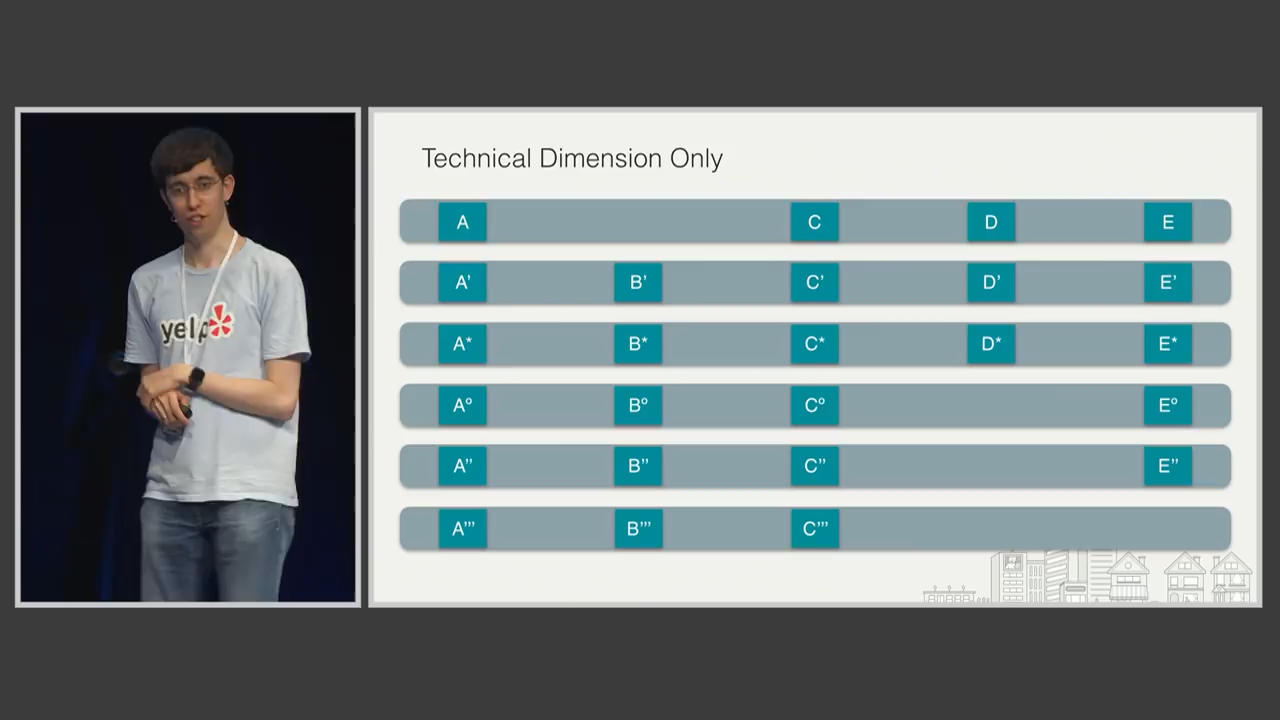 yelp
Technical Dimension Only
A C D E
A’ B’ C’ D’ E’
A* B* C* D* E*
Aº Bº Cº Eº
A” B” C” E”
A”’ B”’ C”’